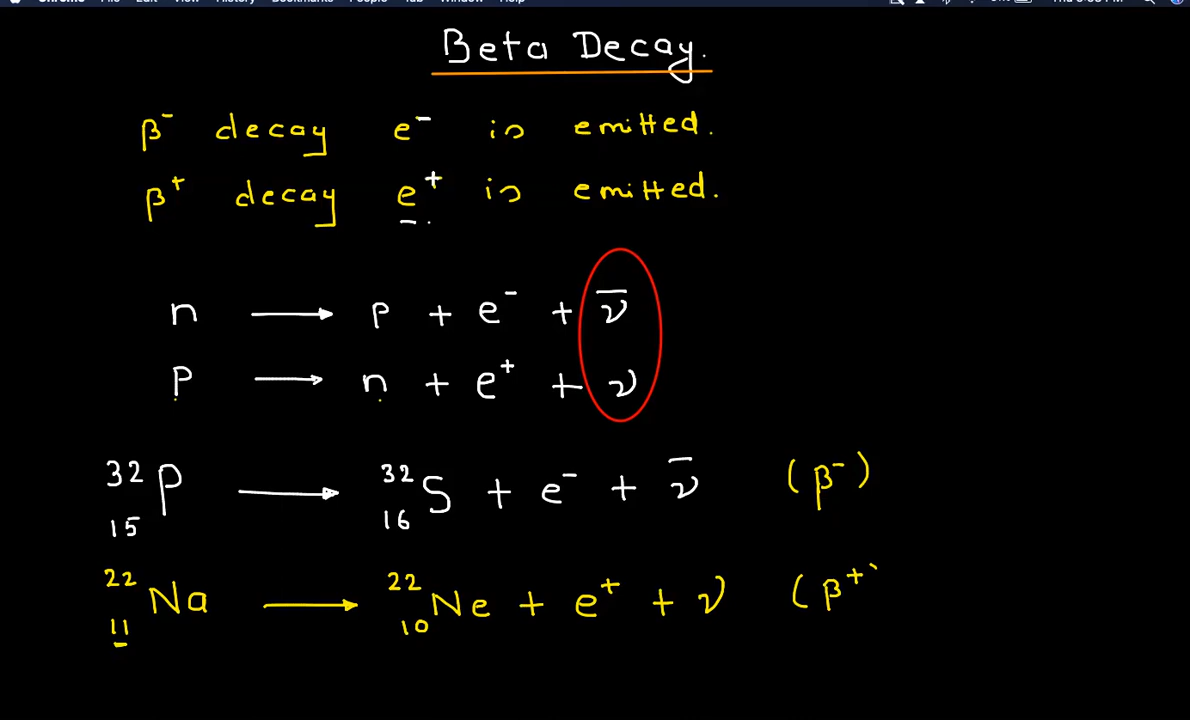 Beta Decay.
β⁻ decay e⁻ is emitted.
β⁺ decay e⁺ is emitted.
n ⟶ p + e⁻ + ν̅
p ⟶ n + e⁺ + ν
³²₁₅P ⟶ ³²₁₆S + e⁻ + ν̅ (β⁻)
²²₁₁Na ⟶ ²²₁₀Ne + e⁺ + ν (β⁺